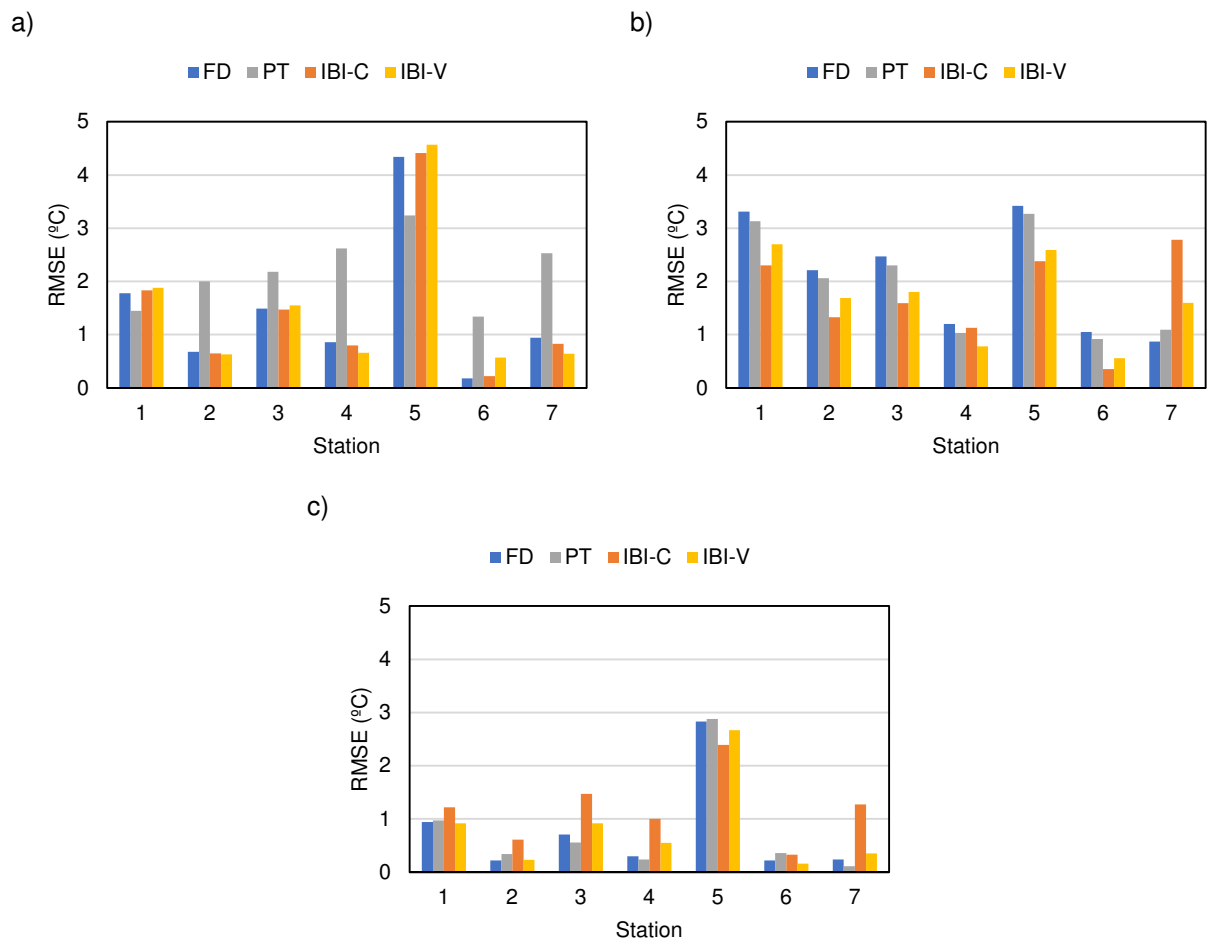 a)
FD PT IBI-C IBI-V
5
4
3
2
1
0
RMSE (ºC)
1 2 3 4 5 6 7
Station
b)
FD PT IBI-C IBI-V
5
4
3
2
1
0
RMSE (ºC)
1 2 3 4 5 6 7
Station
c)
FD PT IBI-C IBI-V
5
4
3
2
1
0
RMSE (ºC)
1 2 3 4 5 6 7
Station